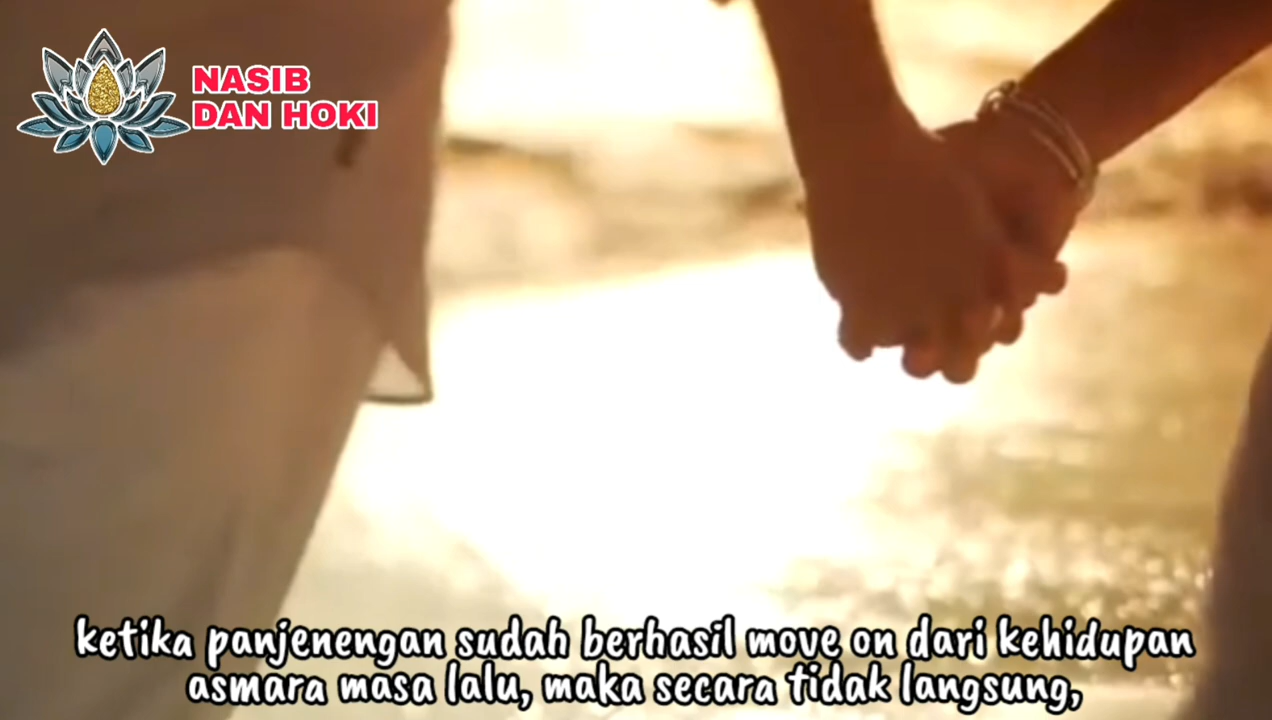 NASIB
DAN HOKI
ketika panjenengan sudah berhasil move on dari kehidupan
asmara masa lalu, maka secara tidak langsung,